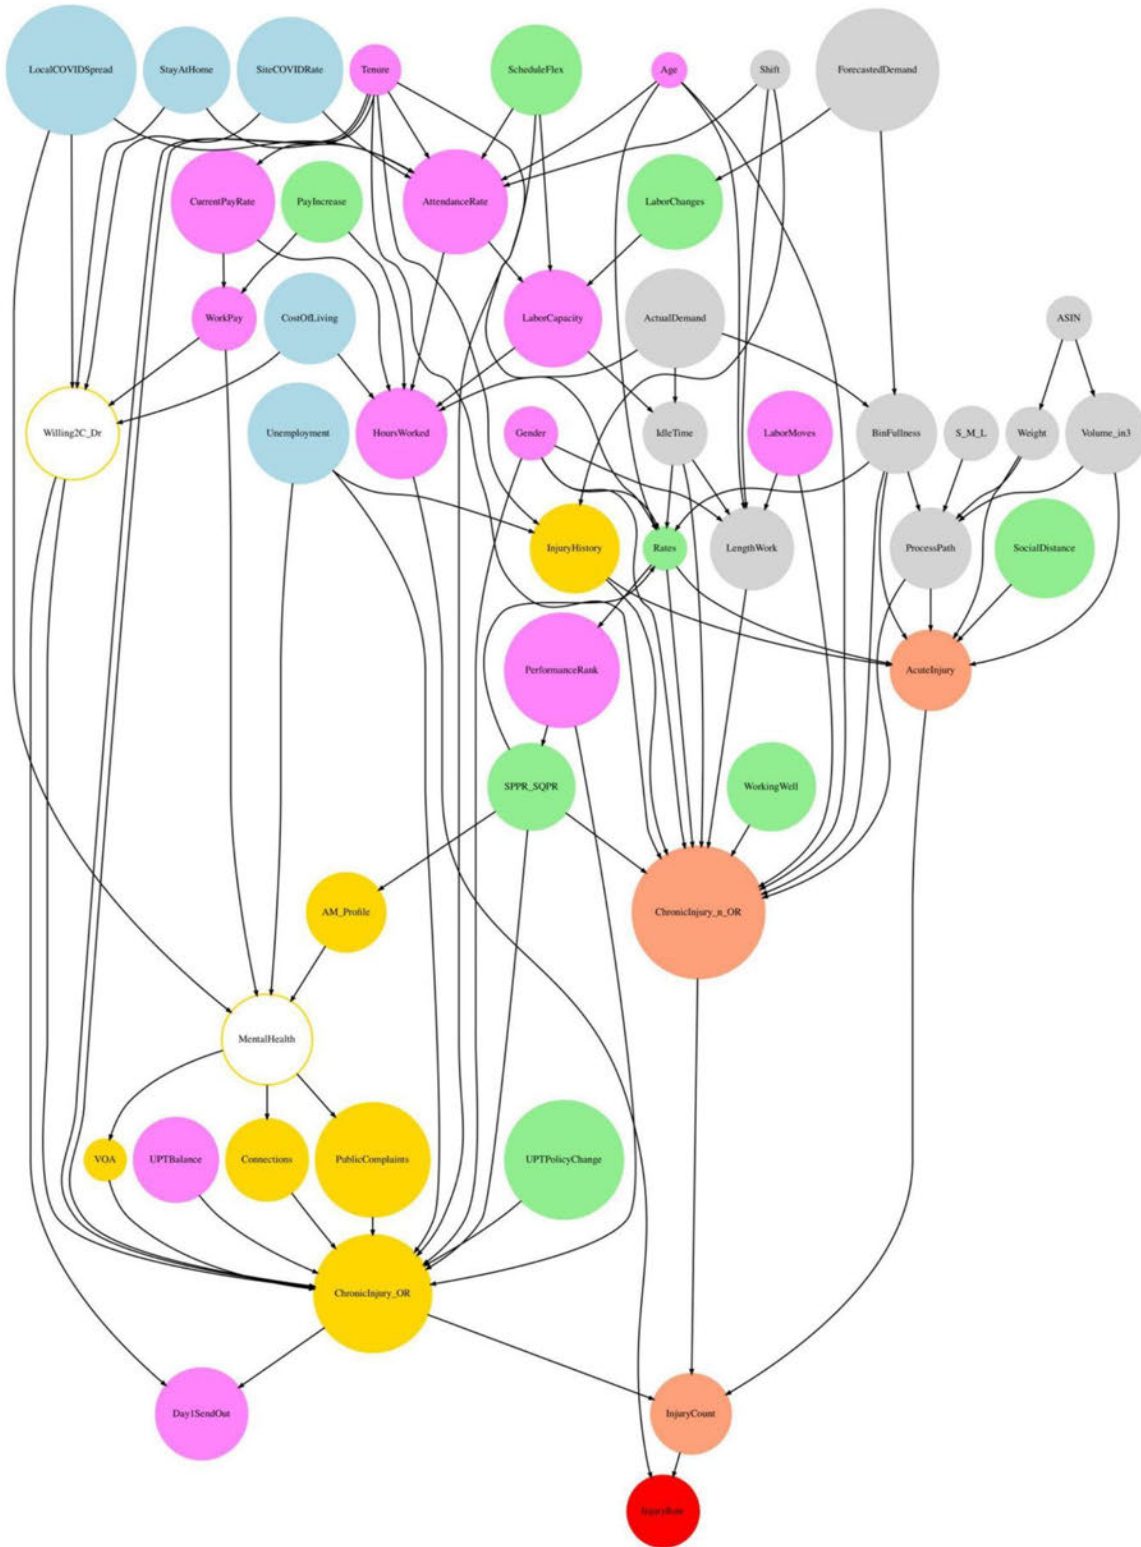 LocalCOVIDSpread
StayAtHome
SiteCOVIDRate
Tenure
ScheduleFlex
Age
Shift
ForecastedDemand
CurrentPayRate
PayIncrease
AttendanceRate
LaborChanges
WorkPay
CostOfLiving
LaborCapacity
ActualDemand
ASIN
Willing2C_Dr
Unemployment
HoursWorked
Gender
IdleTime
LaborMoves
BinFullness
S_M_L
Weight
Volume_in3
InjuryHistory
Rates
LengthWork
ProcessPath
SocialDistance
PerformanceRank
AcuteInjury
SPPR_SQPR
WorkingWell
AM_Profile
ChronicInjury_n_OR
MentalHealth
VOA
UPTBalance
Connections
PublicComplaints
UPTPolicyChange
ChronicInjury_OR
Day1SendOut
InjuryCount
InjuryRate